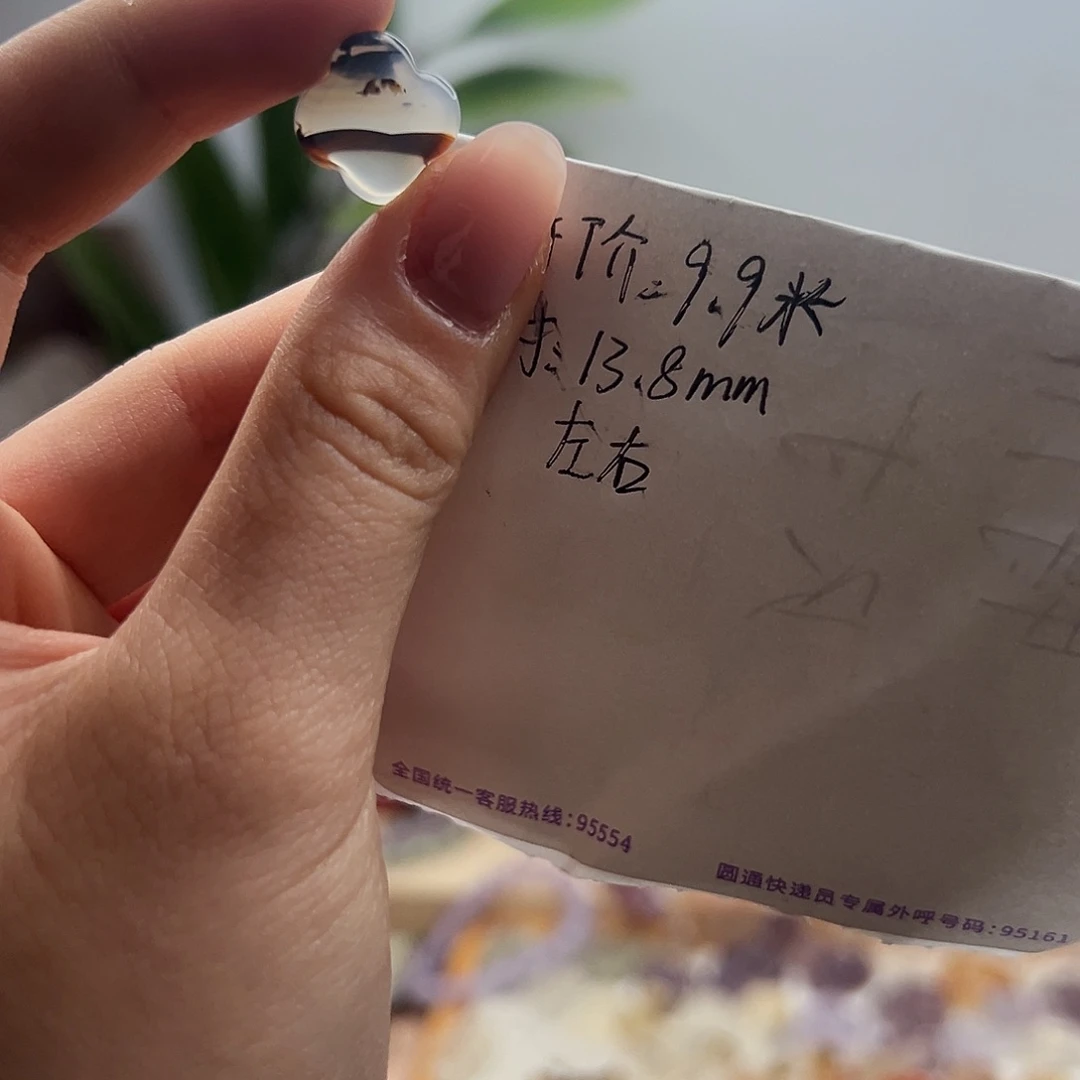 价:9.9米
:13.8mm
左右
全国统一客服热线:95554
圆通快递员专属外呼号码:95161